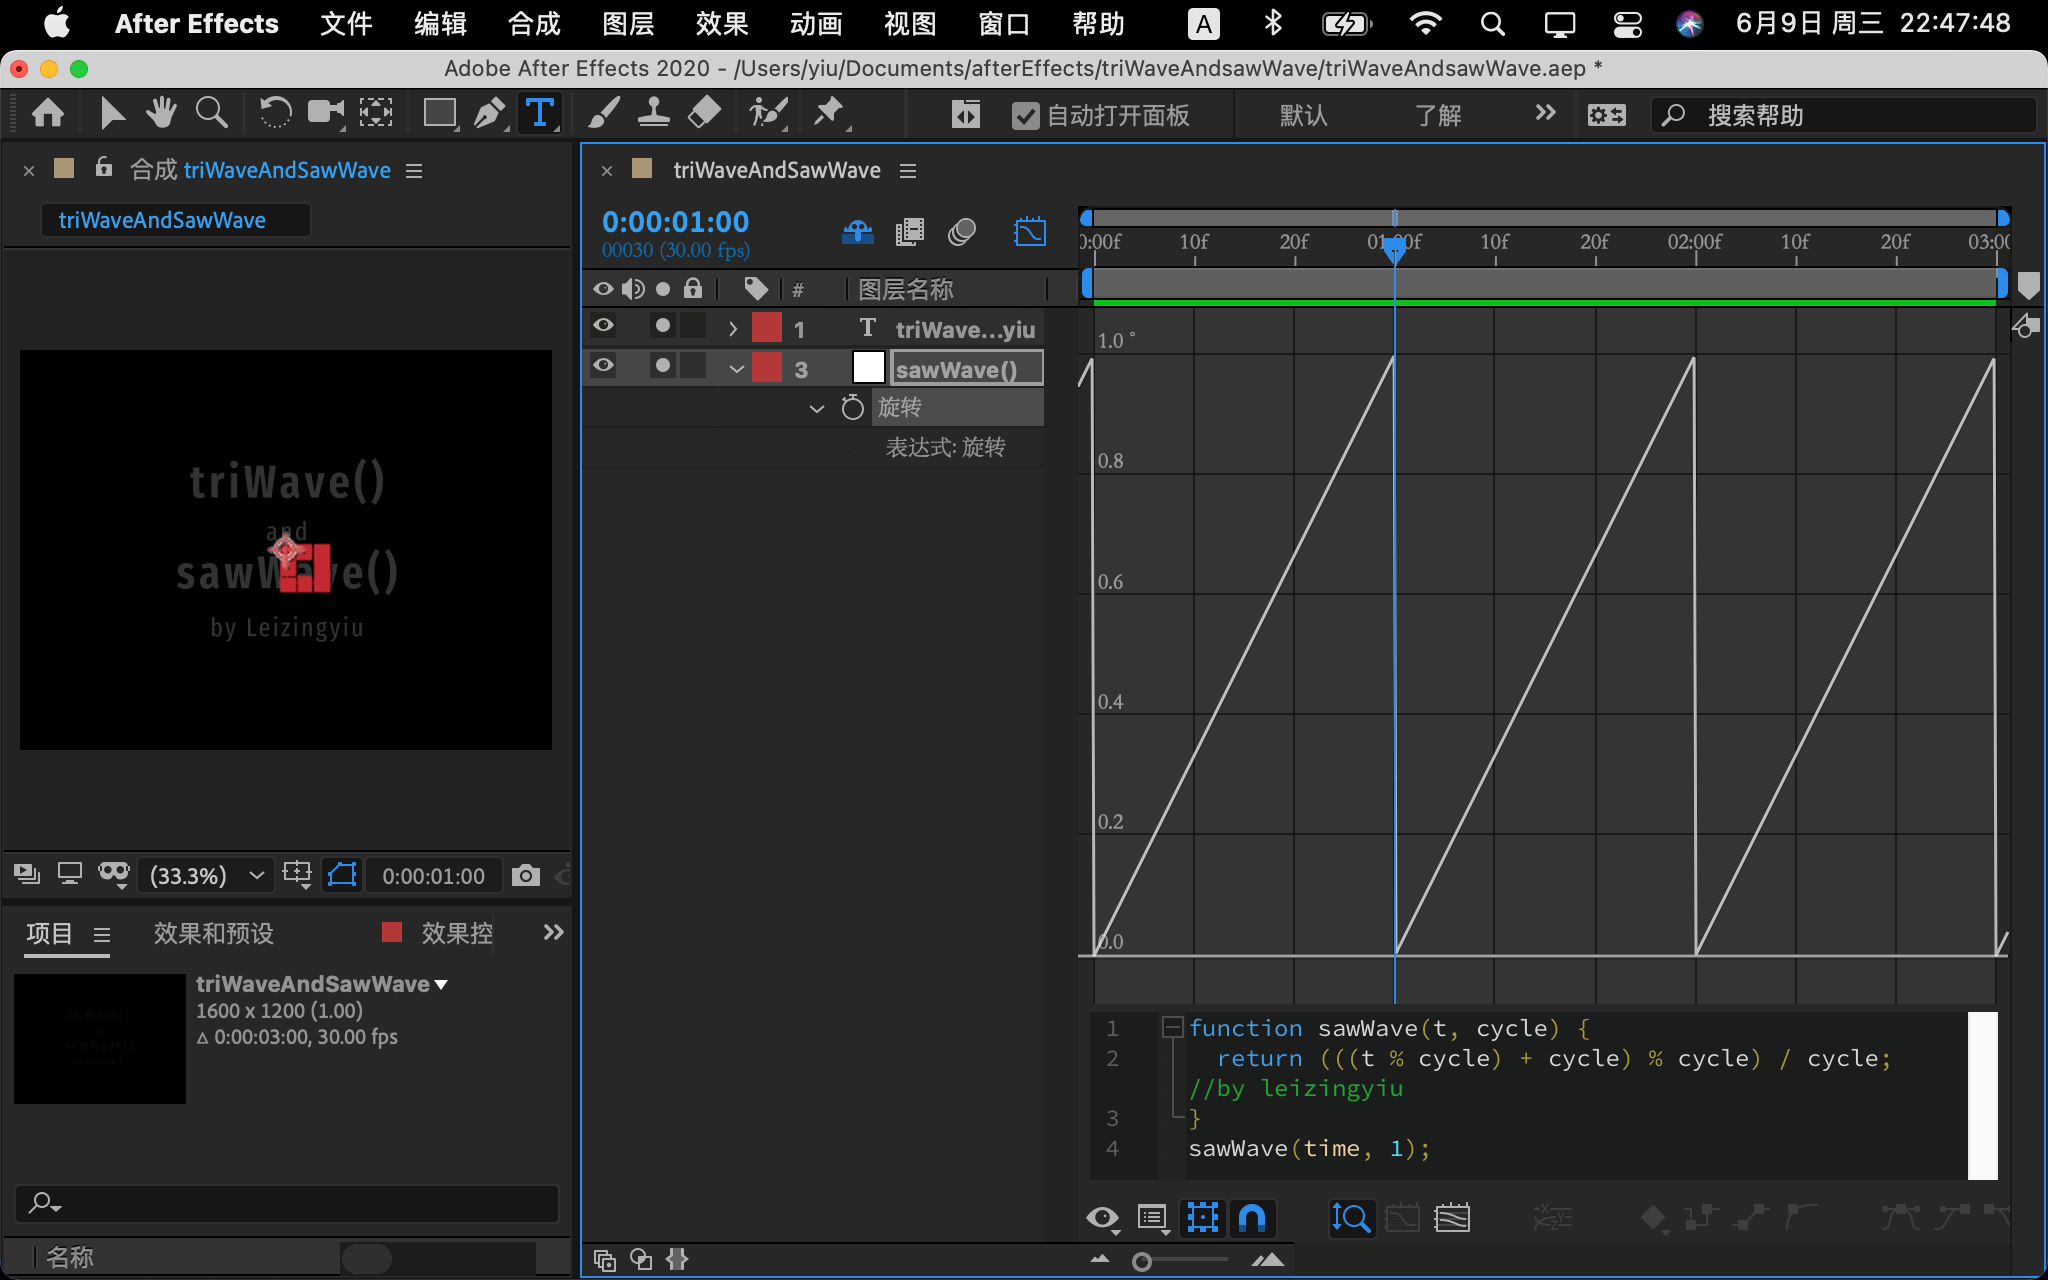 After Effects 文件 编辑 合成 图层 效果 动画 视图 窗口 帮助 A 6月9日 周三 22:47:48
Adobe After Effects 2020 - /Users/yiu/Documents/afterEffects/triWaveAndsawWave/triWaveAndsawWave.aep *
T 自动打开面板 默认 了解 搜索帮助
合成 triWaveAndSawWave
triWaveAndSawWave
triWave()
and
sawWave()
by Leizingyiu
(33.3%) 0:00:01:00
项目 效果和预设 效果控
triWaveAndSawWave
1600 x 1200 (1.00)
Δ 0:00:03:00, 30.00 fps
名称
triWaveAndSawWave
0:00:01:00
00030 (30.00 fps)
# 图层名称
1 T triWave...yiu
3 sawWave()
旋转
表达式: 旋转
0:00f 10f 20f 01:00f 10f 20f 02:00f 10f 20f 03:00
1.0 °
0.8
0.6
0.4
0.2
0.0
1 function sawWave(t, cycle) {
2 return (((t % cycle) + cycle) % cycle) / cycle;
//by leizingyiu
3 }
4 sawWave(time, 1);